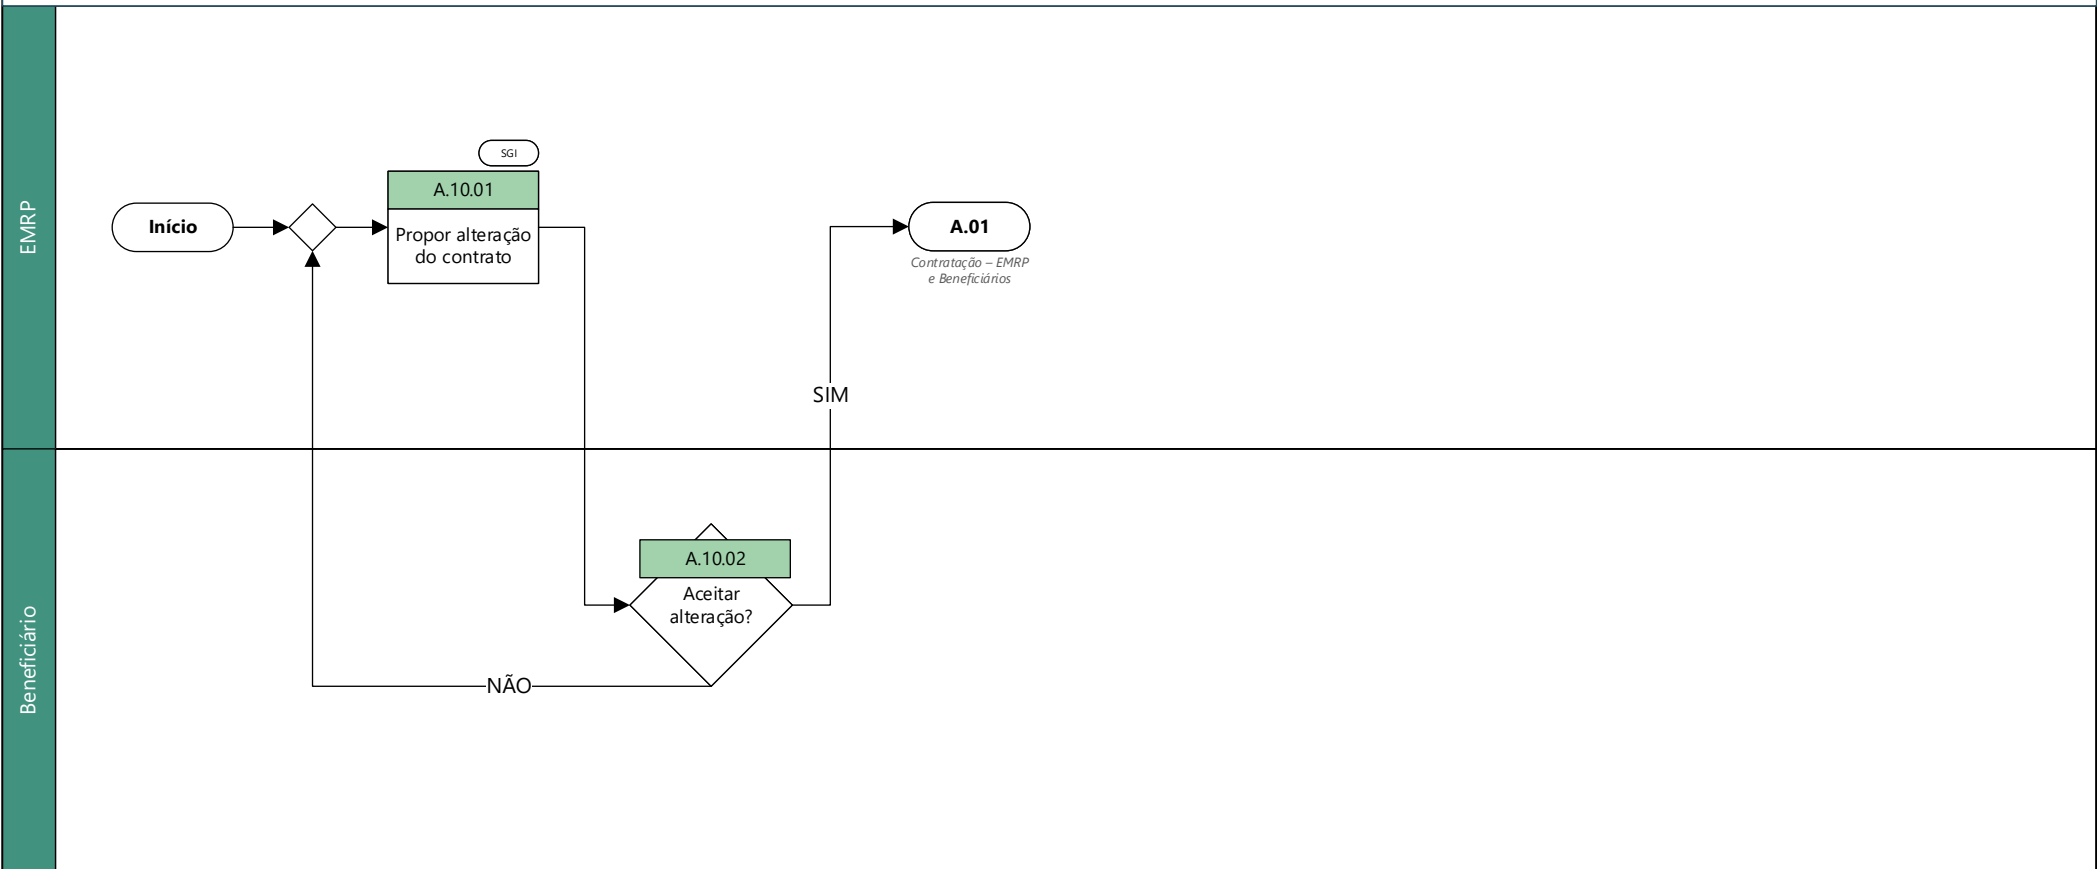 EMRP
SGI
A.10.01
Início
Propor alteração
do contrato
A.01
Contratação – EMRP
e Beneficiários
SIM
Beneficiário
A.10.02
Aceitar
alteração?
NÃO